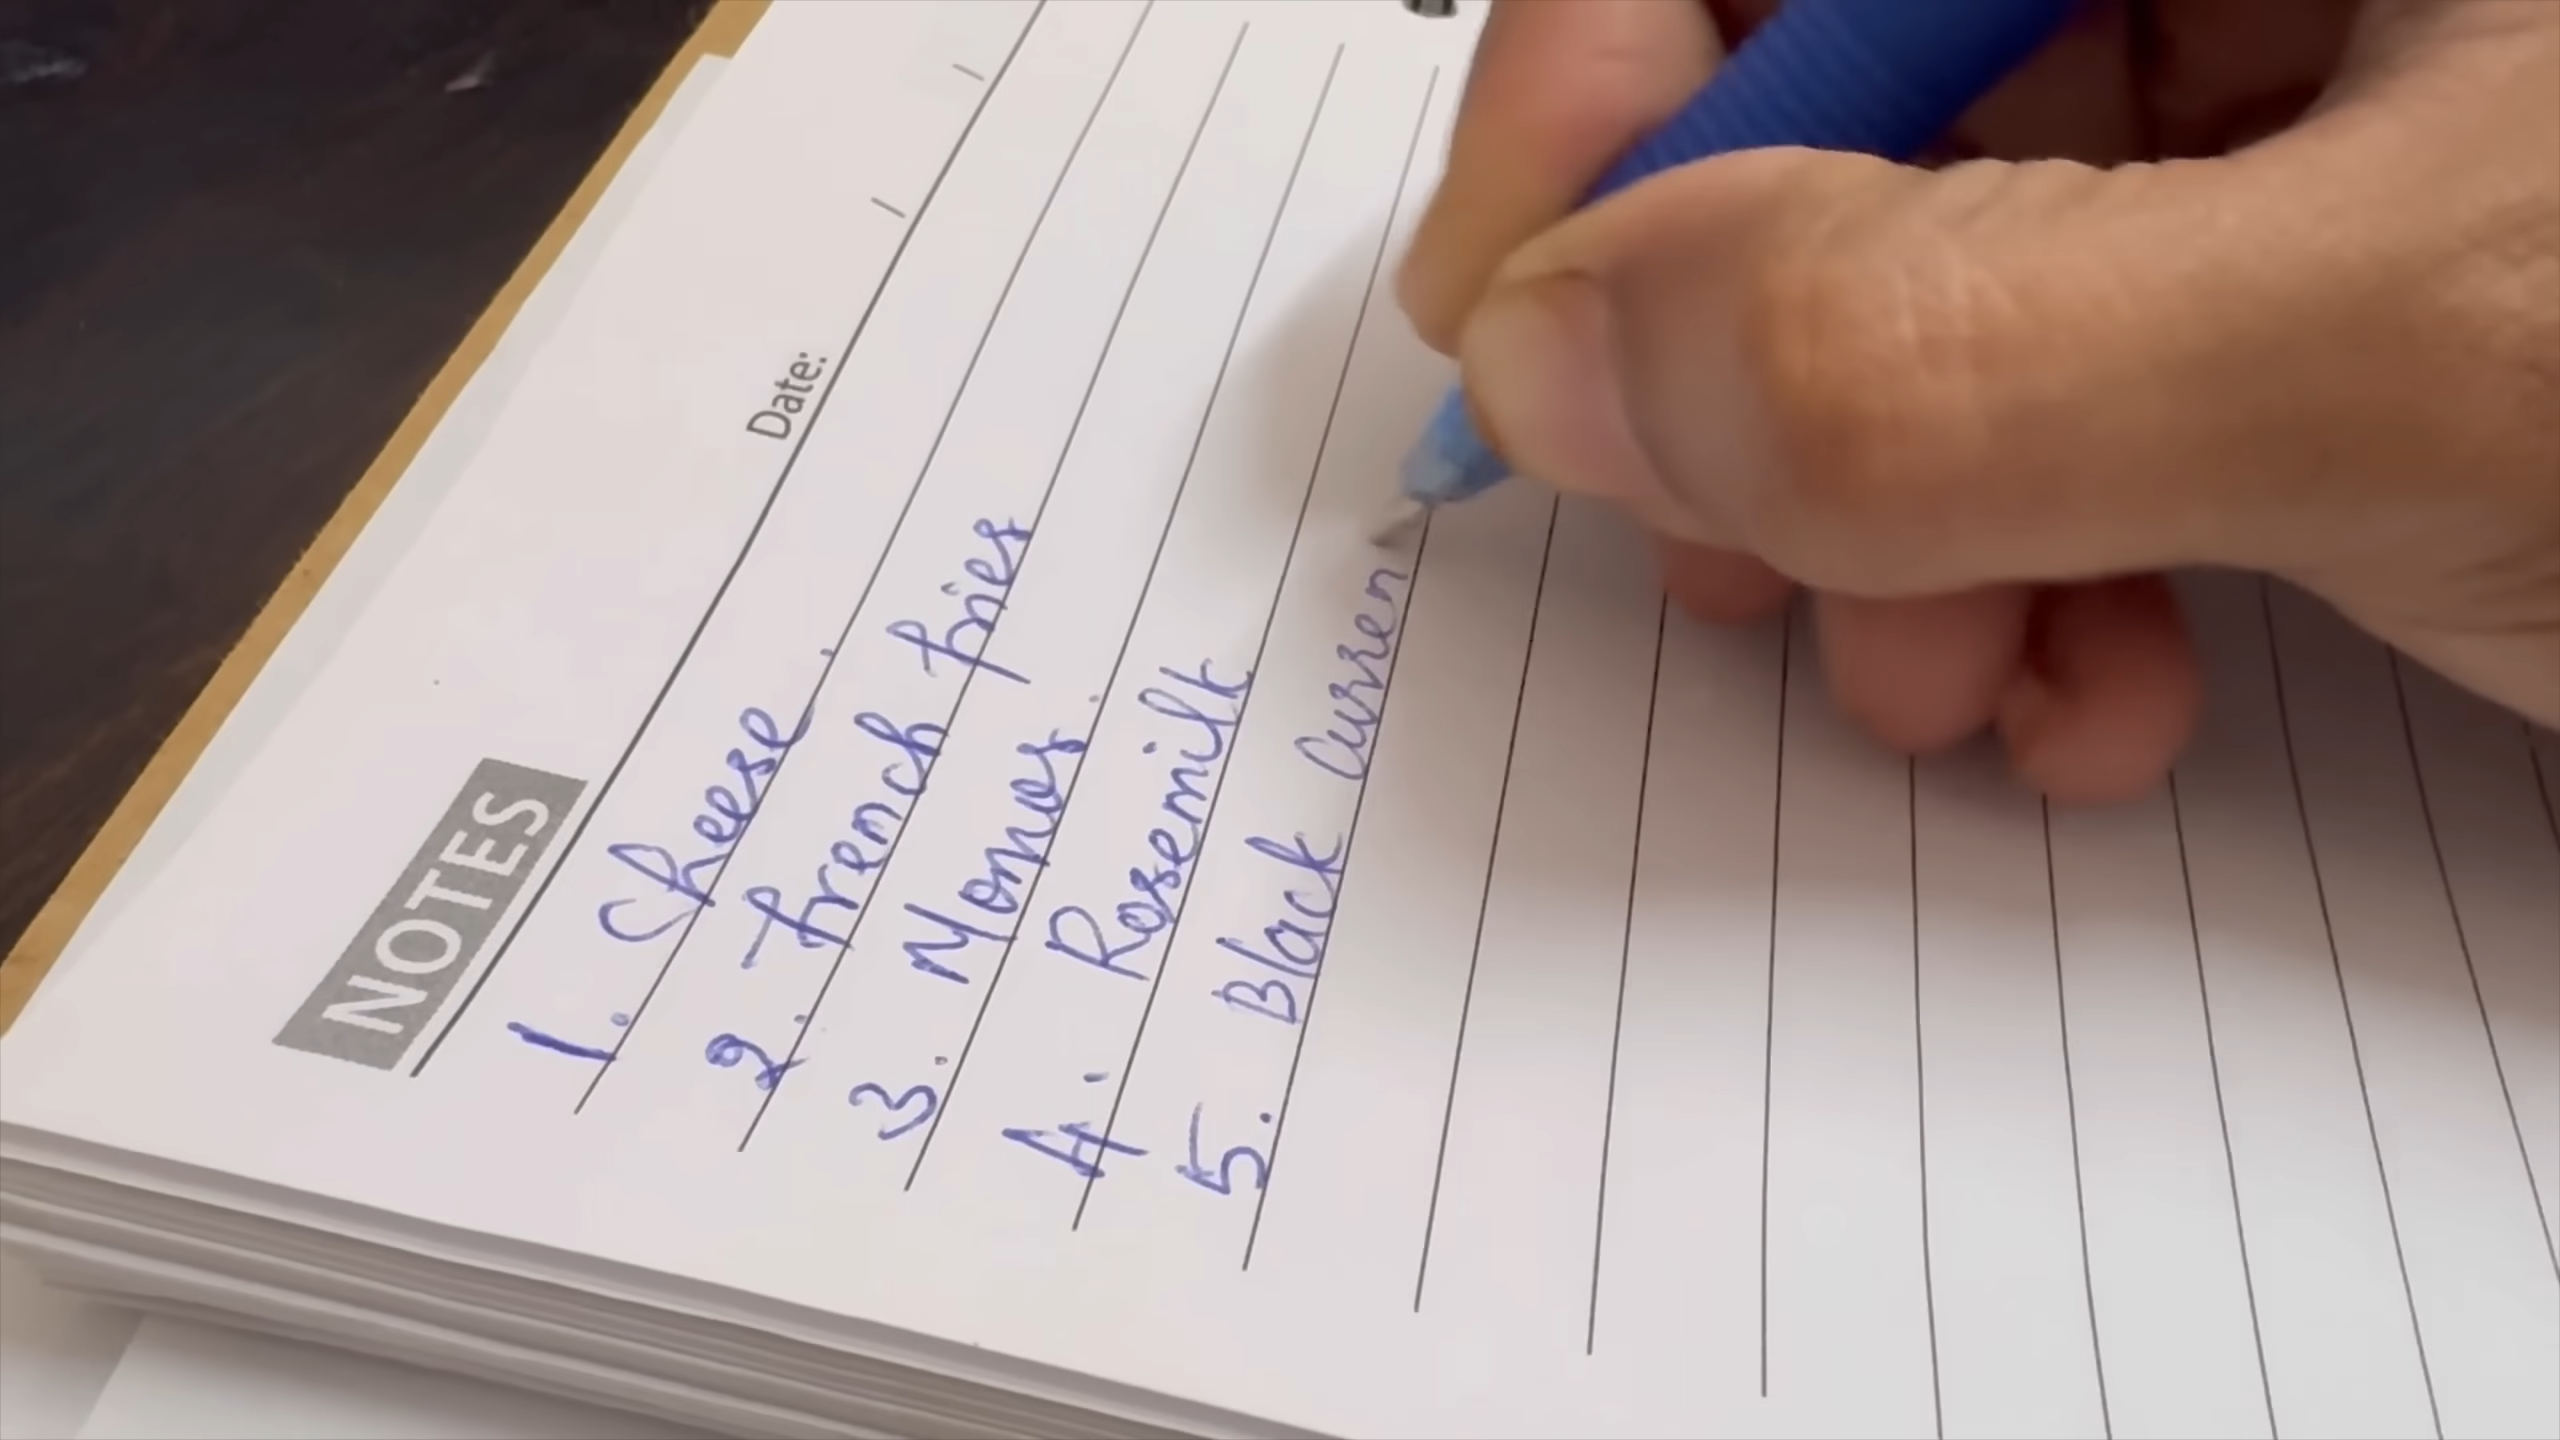 NOTES
Date: / /
1. Cheese.
2. french fries
3. Momos.
4. Rosemilk
5. Black Curren